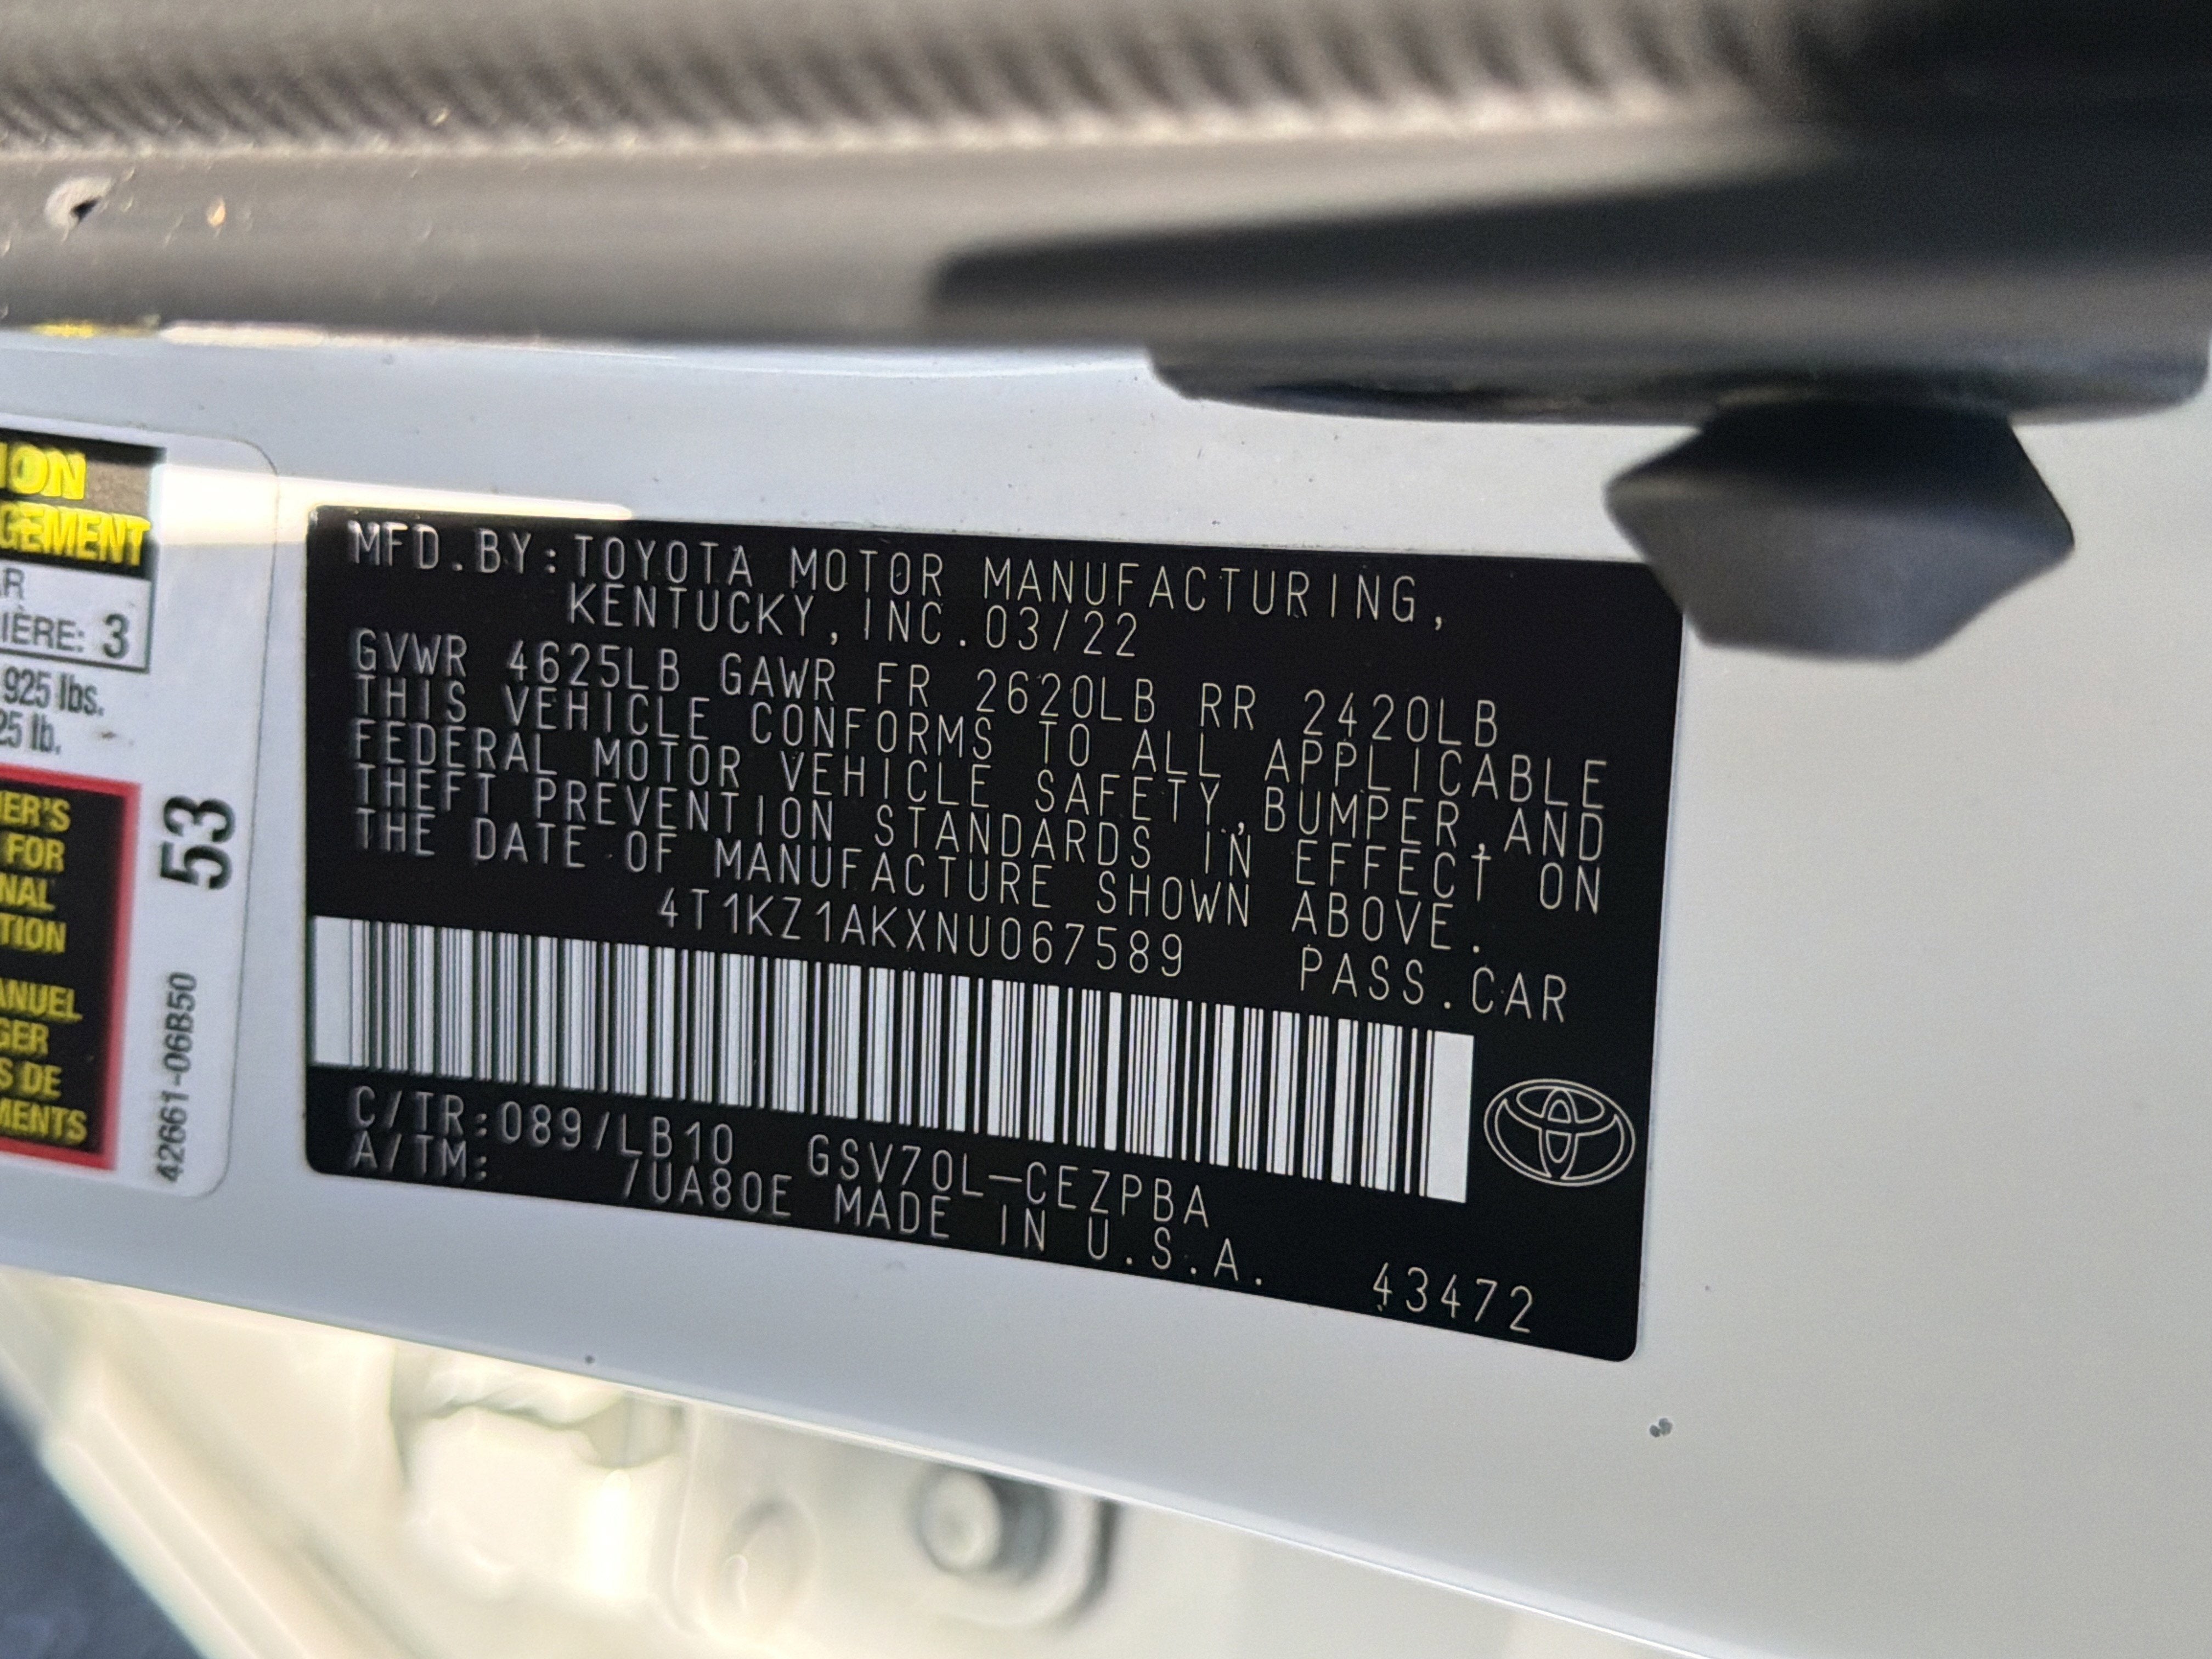 ION
GEMENT
AR
IÈRE: 3
925 lbs.
25 lb.
ER'S
FOR
NAL
TION
ANUEL
GER
S DE
MENTS
53
42661-06B50
MFD.BY:TOYOTA MOTOR MANUFACTURING,
KENTUCKY,INC.03/22
GVWR 4625LB GAWR FR 2620LB RR 2420LB
THIS VEHICLE CONFORMS TO ALL APPLICABLE
FEDERAL MOTOR VEHICLE SAFETY,BUMPER,AND
THEFT PREVENTION STANDARDS IN EFFECT ON
THE DATE OF MANUFACTURE SHOWN ABOVE.
4T1KZ1AKXNU067589 PASS.CAR
C/TR:089/LB10 GSV70L-CEZPBA
A/TM: 7UA80E MADE IN U.S.A. 43472